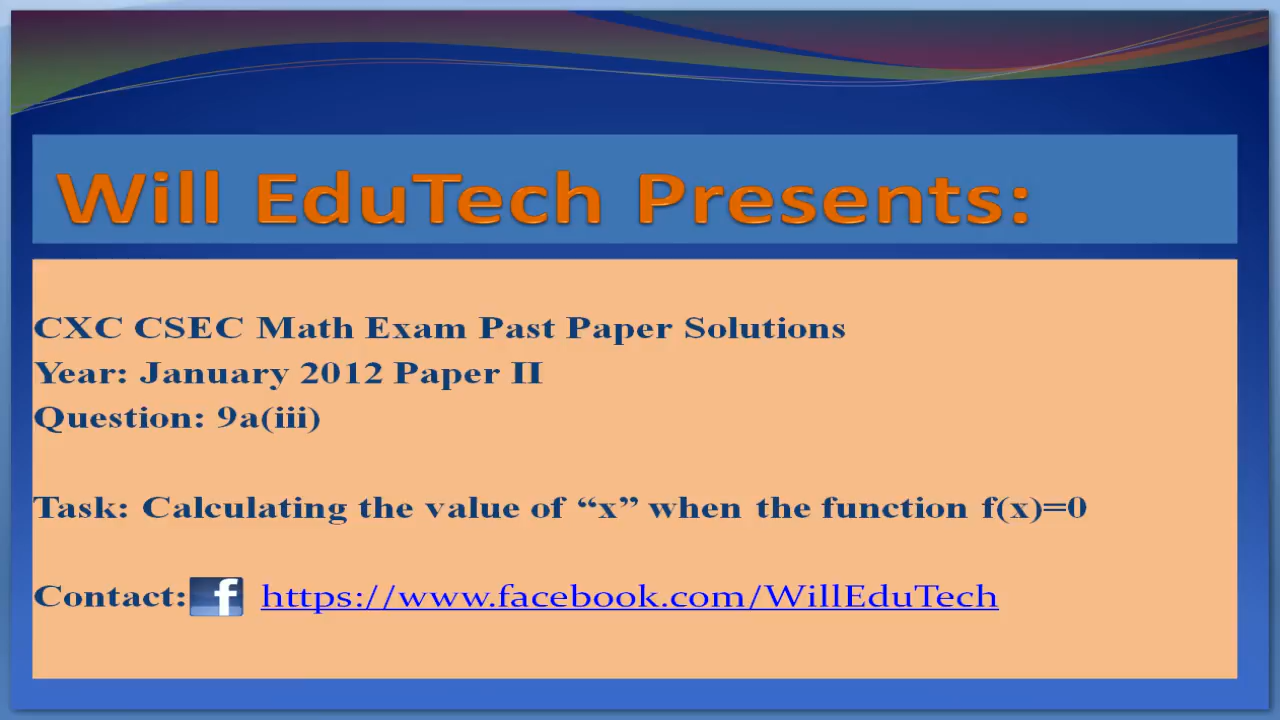 Will EduTech Presents:
CXC CSEC Math Exam Past Paper Solutions
Year: January 2012 Paper II
Question: 9a(iii)
Task: Calculating the value of “x” when the function f(x)=0
Contact: f https://www.facebook.com/WillEduTech